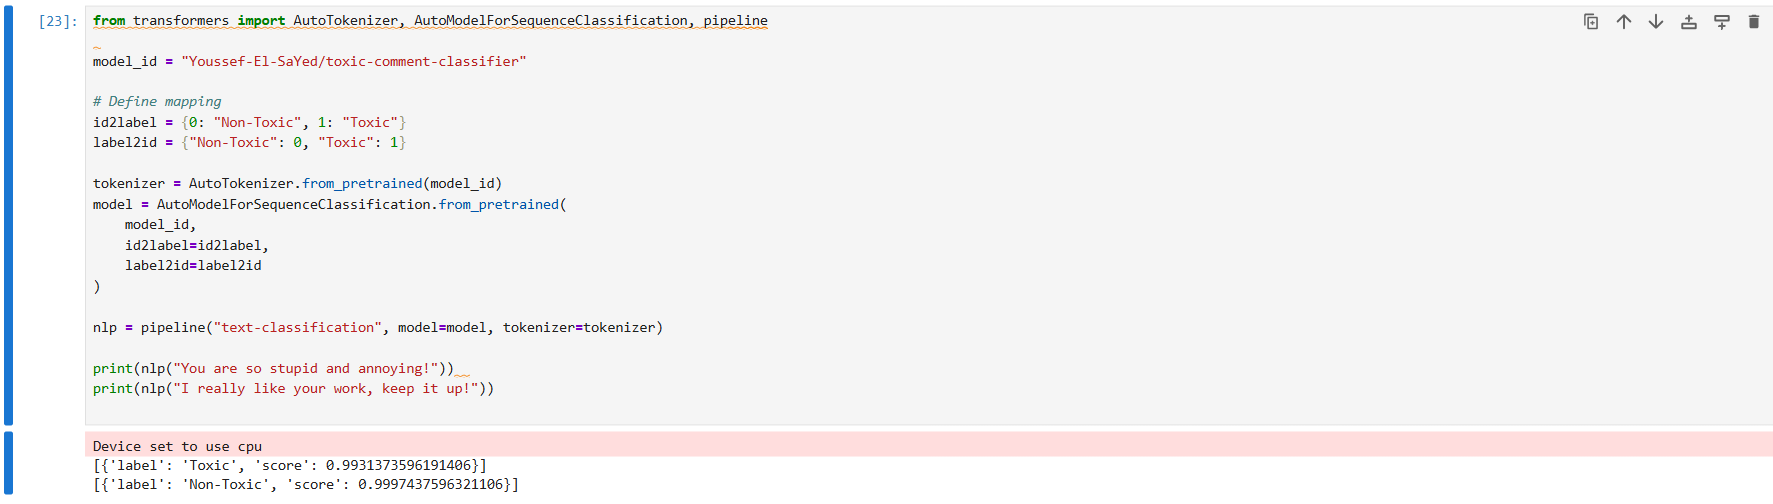 [23]: from transformers import AutoTokenizer, AutoModelForSequenceClassification, pipeline
model_id = "Youssef-El-SaYed/toxic-comment-classifier"
# Define mapping
id2label = {0: "Non-Toxic", 1: "Toxic"}
label2id = {"Non-Toxic": 0, "Toxic": 1}
tokenizer = AutoTokenizer.from_pretrained(model_id)
model = AutoModelForSequenceClassification.from_pretrained(
    model_id,
    id2label=id2label,
    label2id=label2id
)
nlp = pipeline("text-classification", model=model, tokenizer=tokenizer)
print(nlp("You are so stupid and annoying!"))
print(nlp("I really like your work, keep it up!"))
Device set to use cpu
[{'label': 'Toxic', 'score': 0.9931373596191406}]
[{'label': 'Non-Toxic', 'score': 0.9997437596321106}]